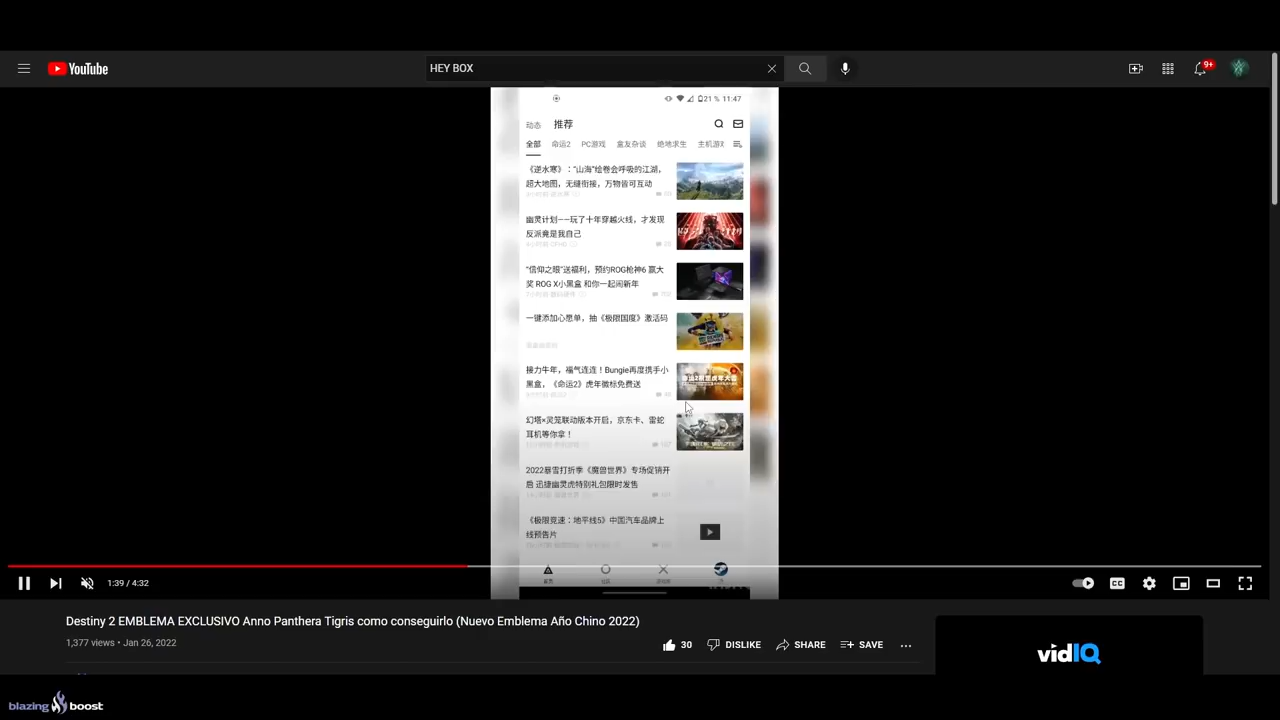 YouTube
HEY BOX
9+
21 % 11:47
动态 推荐
全部 命运2 PC游戏 盒友杂谈 绝地求生 主机游戏
《逆水寒》：“山海”绘卷会呼吸的江湖，
超大地图，无缝衔接，万物皆可互动
幽灵计划——玩了十年穿越火线，才发现
反派竟是我自己
“信仰之眼”送福利，预约ROG枪神6 赢大
奖 ROG X小黑盒 和你一起闹新年
一键添加心愿单，抽《极限国度》激活码
接力牛年，福气连连！Bungie再度携手小
黑盒，《命运2》虎年徽标免费送
幻塔×灵笼联动版本开启，京东卡、雷蛇
耳机等你拿！
2022暴雪打折季《魔兽世界》专场促销开
启 迅捷幽灵虎特别礼包限时发售
《极限竞速：地平线5》中国汽车品牌上
线预告片
1:39 / 4:32
CC
Destiny 2 EMBLEMA EXCLUSIVO Anno Panthera Tigris como conseguirlo (Nuevo Emblema Año Chino 2022)
1,377 views • Jan 26, 2022
30 DISLIKE SHARE SAVE
vidIQ
blazing boost